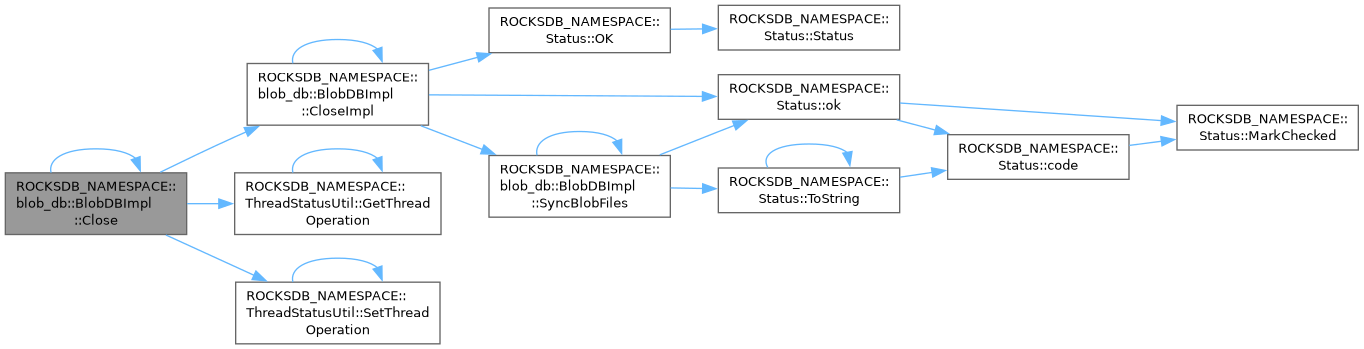 ROCKSDB_NAMESPACE::
blob_db::BlobDBImpl
::Close
ROCKSDB_NAMESPACE::
blob_db::BlobDBImpl
::CloseImpl
ROCKSDB_NAMESPACE::
ThreadStatusUtil::GetThread
Operation
ROCKSDB_NAMESPACE::
ThreadStatusUtil::SetThread
Operation
ROCKSDB_NAMESPACE::
Status::OK
ROCKSDB_NAMESPACE::
blob_db::BlobDBImpl
::SyncBlobFiles
ROCKSDB_NAMESPACE::
Status::Status
ROCKSDB_NAMESPACE::
Status::ok
ROCKSDB_NAMESPACE::
Status::ToString
ROCKSDB_NAMESPACE::
Status::code
ROCKSDB_NAMESPACE::
Status::MarkChecked